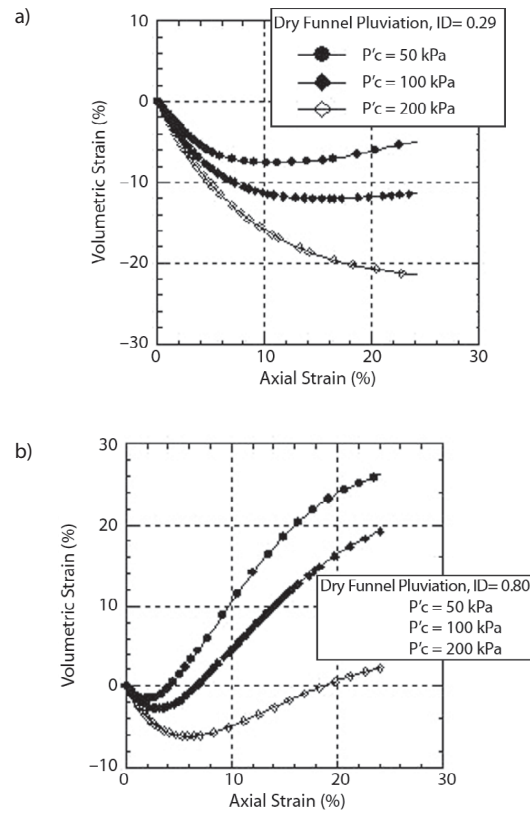 a)
Dry Funnel Pluviation, ID= 0.29
P'c = 50 kPa
P'c = 100 kPa
P'c = 200 kPa
0
−10
−20
−30
Volumetric Strain (%)
0
10
20
30
Axial Strain (%)
b)
30
20
10
0
−10
Volumetric Strain (%)
Dry Funnel Pluviation, ID= 0.80
P'c = 50 kPa
P'c = 100 kPa
P'c = 200 kPa
0
10
20
30
Axial Strain (%)